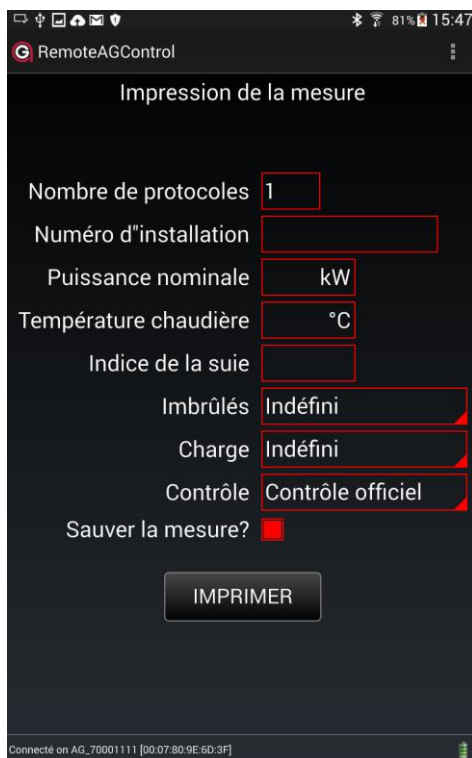 81% 15:47
RemoteAGControl
Impression de la mesure
Nombre de protocoles 1
Numéro d"installation
Puissance nominale kW
Température chaudière °C
Indice de la suie
Imbrûlés Indéfini
Charge Indéfini
Contrôle Contrôle officiel
Sauver la mesure?
IMPRIMER
Connecté on AG_70001111 [00:07:80:9E:6D:3F]